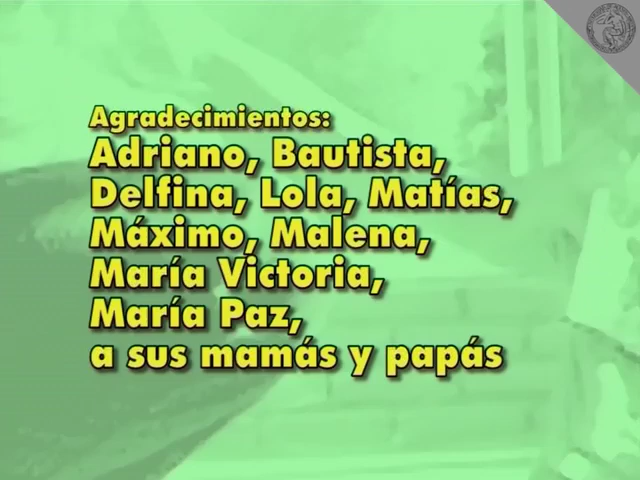 Agradecimientos:
Adriano, Bautista,
Delfina, Lola, Matías,
Máximo, Malena,
María Victoria,
María Paz,
a sus mamás y papás